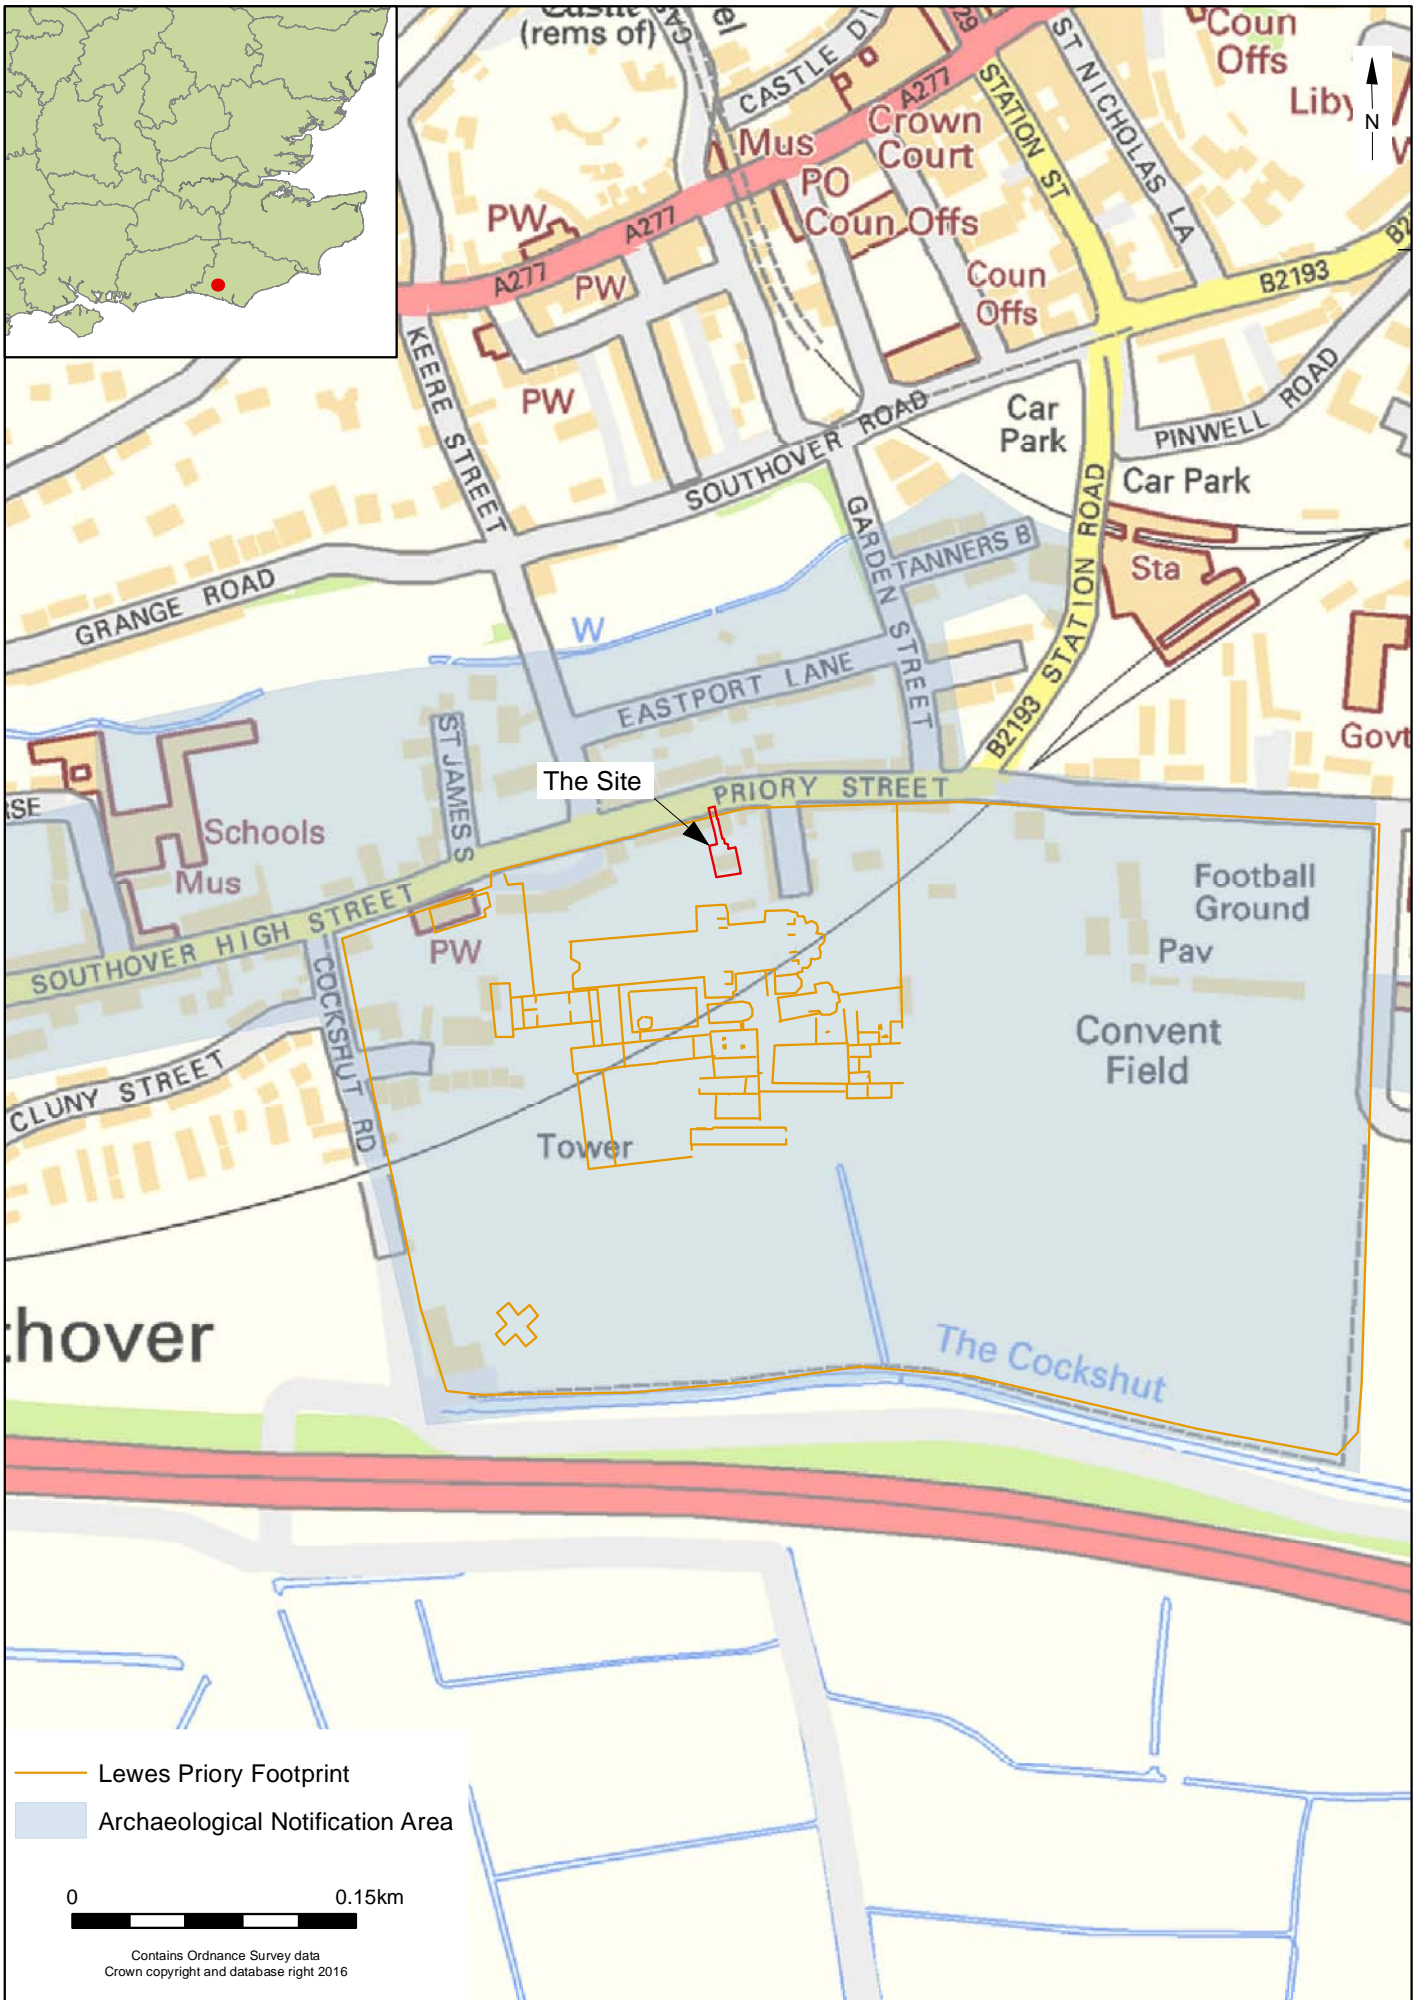 (rems of)
CASTLE DI
ST NICHOLAS LA
Coun
Offs
Liby
N
STATION ST
A277
Mus
Crown
Court
PO
Coun Offs
PW
A277
A277
PW
Coun
Offs
B2193
KEERE STREET
PW
SOUTHOVER ROAD
Car
Park
PINWELL ROAD
Car Park
GARDEN STREET
TANNERS B
Sta
GRANGE ROAD
W
EASTPORT LANE
B2193 STATION ROAD
Govt
ST JAMES S
The Site
PRIORY STREET
Schools
Mus
Football
Ground
SOUTHOVER HIGH STREET
PW
Pav
COCKSHUT RD
Convent
Field
CLUNY STREET
Tower
thover
The Cockshut
Lewes Priory Footprint
Archaeological Notification Area
0 0.15km
Contains Ordnance Survey data
Crown copyright and database right 2016